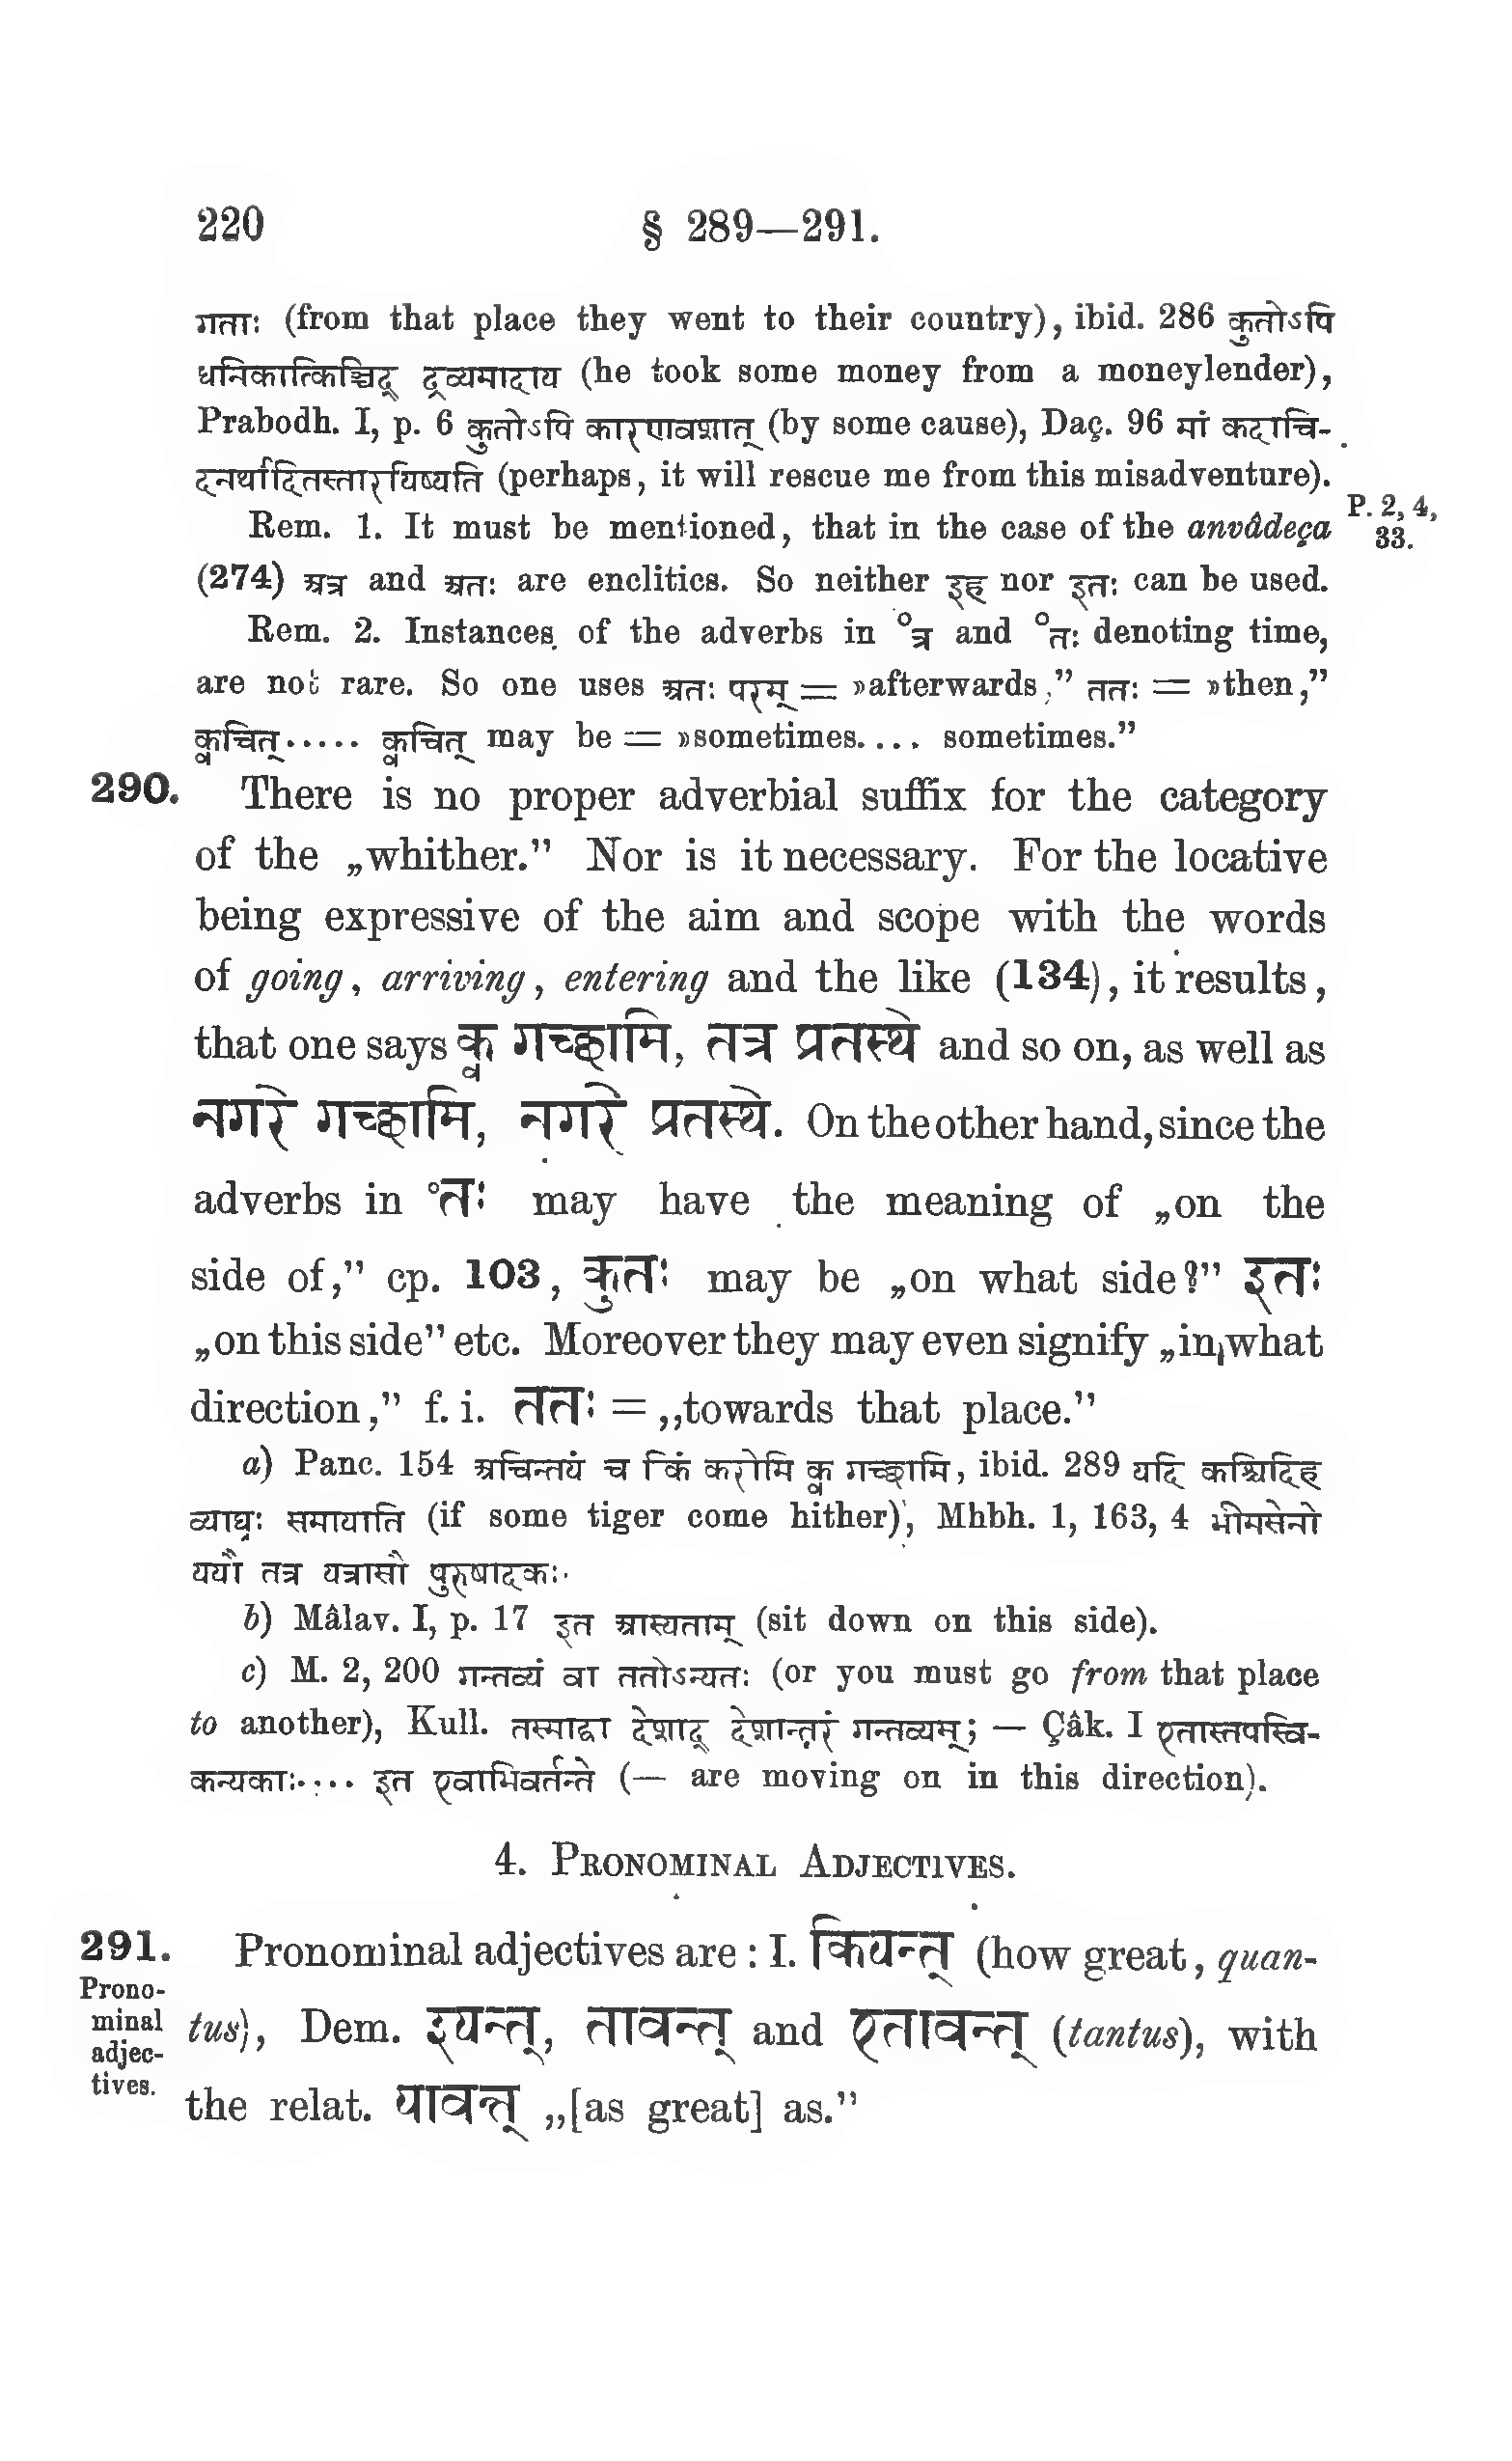 220 § 289—291.
गताः (from that place they went to their country), ibid. 286 कुतोऽपि
धनिकात्किञ्चिद् द्रव्यमादाय (he took some money from a moneylender),
Prabodh. I, p. 6 कुतोऽपि कारणावशात् (by some cause), Daç. 96 मां कदाचि-
दनर्थादितस्तारयिष्यति (perhaps, it will rescue me from this misadventure).
Rem. 1. It must be mentioned, that in the case of the anvâdeça
P. 2, 4,
33.
(274) अत्र and अतः are enclitics. So neither इह nor इतः can be used.
Rem. 2. Instances of the adverbs in °त्र and °तः denoting time,
are not rare. So one uses अतः परम् = »afterwards," ततः = »then,"
क्वचित्..... क्वचित् may be = »sometimes.... sometimes."
290. There is no proper adverbial suffix for the category
of the „whither." Nor is it necessary. For the locative
being expressive of the aim and scope with the words
of going, arriving, entering and the like (134), it results,
that one says क्व गच्छामि, तत्र प्रतस्थे and so on, as well as
नगरे गच्छामि, नगरे प्रतस्थे. On the other hand, since the
adverbs in °तः may have the meaning of „on the
side of," cp. 103, कुतः may be „on what side?" इतः
„on this side" etc. Moreover they may even signify „in what
direction," f. i. ततः = „towards that place."
a) Panc. 154 अचिन्तयं च किं करोमि क्व गच्छामि, ibid. 289 यदि कश्चिदिह
व्याघ्रः समायाति (if some tiger come hither), Mhbh. 1, 163, 4 भीमसेनो
ययौ तत्र यत्रासौ पुरुषादकः.
b) Mâlav. I, p. 17 इत आस्यताम् (sit down on this side).
c) M. 2, 200 गन्तव्यं वा ततोऽन्यतः (or you must go from that place
to another), Kull. तस्माद्वा देशाद् देशान्तरं गन्तव्यम्; — Çâk. I एतास्तपस्वि-
कन्यकाः.... इत एवाभिवर्तन्ते (— are moving on in this direction).
4. PRONOMINAL ADJECTIVES.
291. Pronominal adjectives are: I. कियन्त् (how great, quan-
Prono-
minal
adjec-
tives.
tus), Dem. इयन्त्, तावन्त् and एतावन्त् (tantus), with
the relat. यावन्त् „[as great] as."